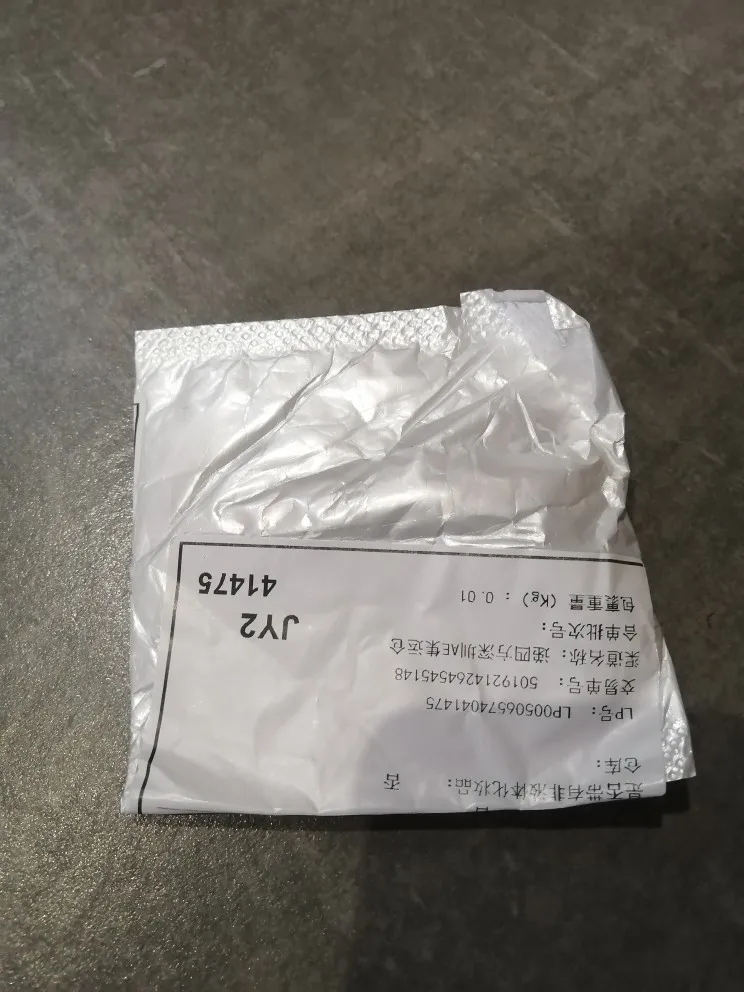 否
是否带有非液体化妆品: 否
仓库:
LP号: LP00506574041475
交易单号: 5019214264545148
渠道名称: 递四方深圳AE集运仓
合单批次号:
JY2
包裹重量 (Kg) : 0.01
41475